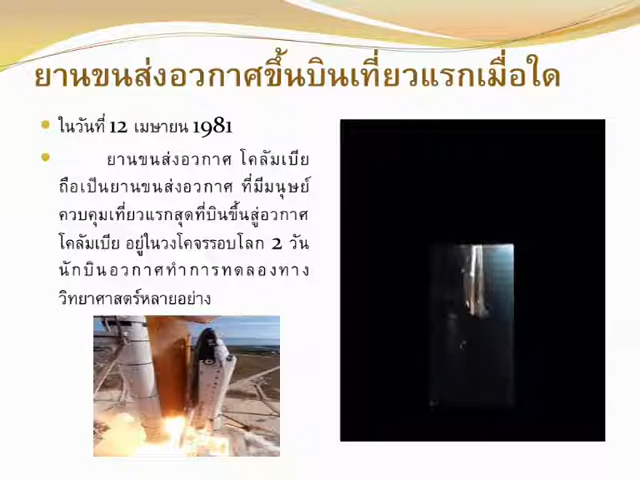 ยานขนส่งอวกาศขึ้นบินเที่ยวแรกเมื่อใด
ในวันที่ 12 เมษายน 1981
ยานขนส่งอวกาศ โคลัมเบีย
ถือเป็นยานขนส่งอวกาศ ที่มีมนุษย์
ควบคุมเที่ยวแรกสุดที่บินขึ้นสู่อวกาศ
โคลัมเบีย อยู่ในวงโคจรรอบโลก 2 วัน
นักบินอวกาศทำการทดลองทาง
วิทยาศาสตร์หลายอย่าง